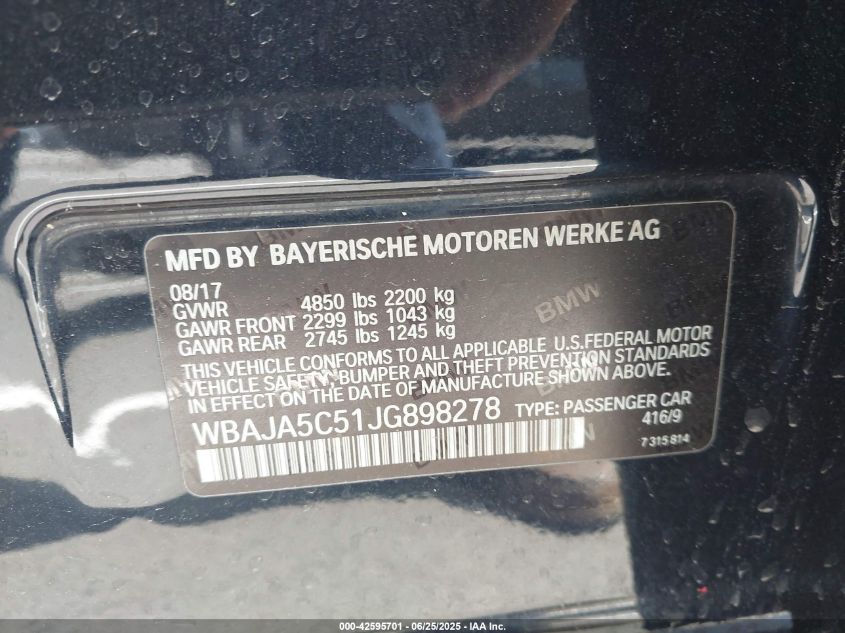 MFD BY BAYERISCHE MOTOREN WERKE AG
08/17
GVWR 4850 lbs 2200 kg
GAWR FRONT 2299 lbs 1043 kg
GAWR REAR 2745 lbs 1245 kg
THIS VEHICLE CONFORMS TO ALL APPLICABLE U.S.FEDERAL MOTOR
VEHICLE SAFETY, BUMPER AND THEFT PREVENTION STANDARDS
IN EFFECT ON THE DATE OF MANUFACTURE SHOWN ABOVE.
WBAJA5C51JG898278 TYPE: PASSENGER CAR
416/9
7 315 814
BMW
000-42595701 - 06/25/2025 - IAA Inc.